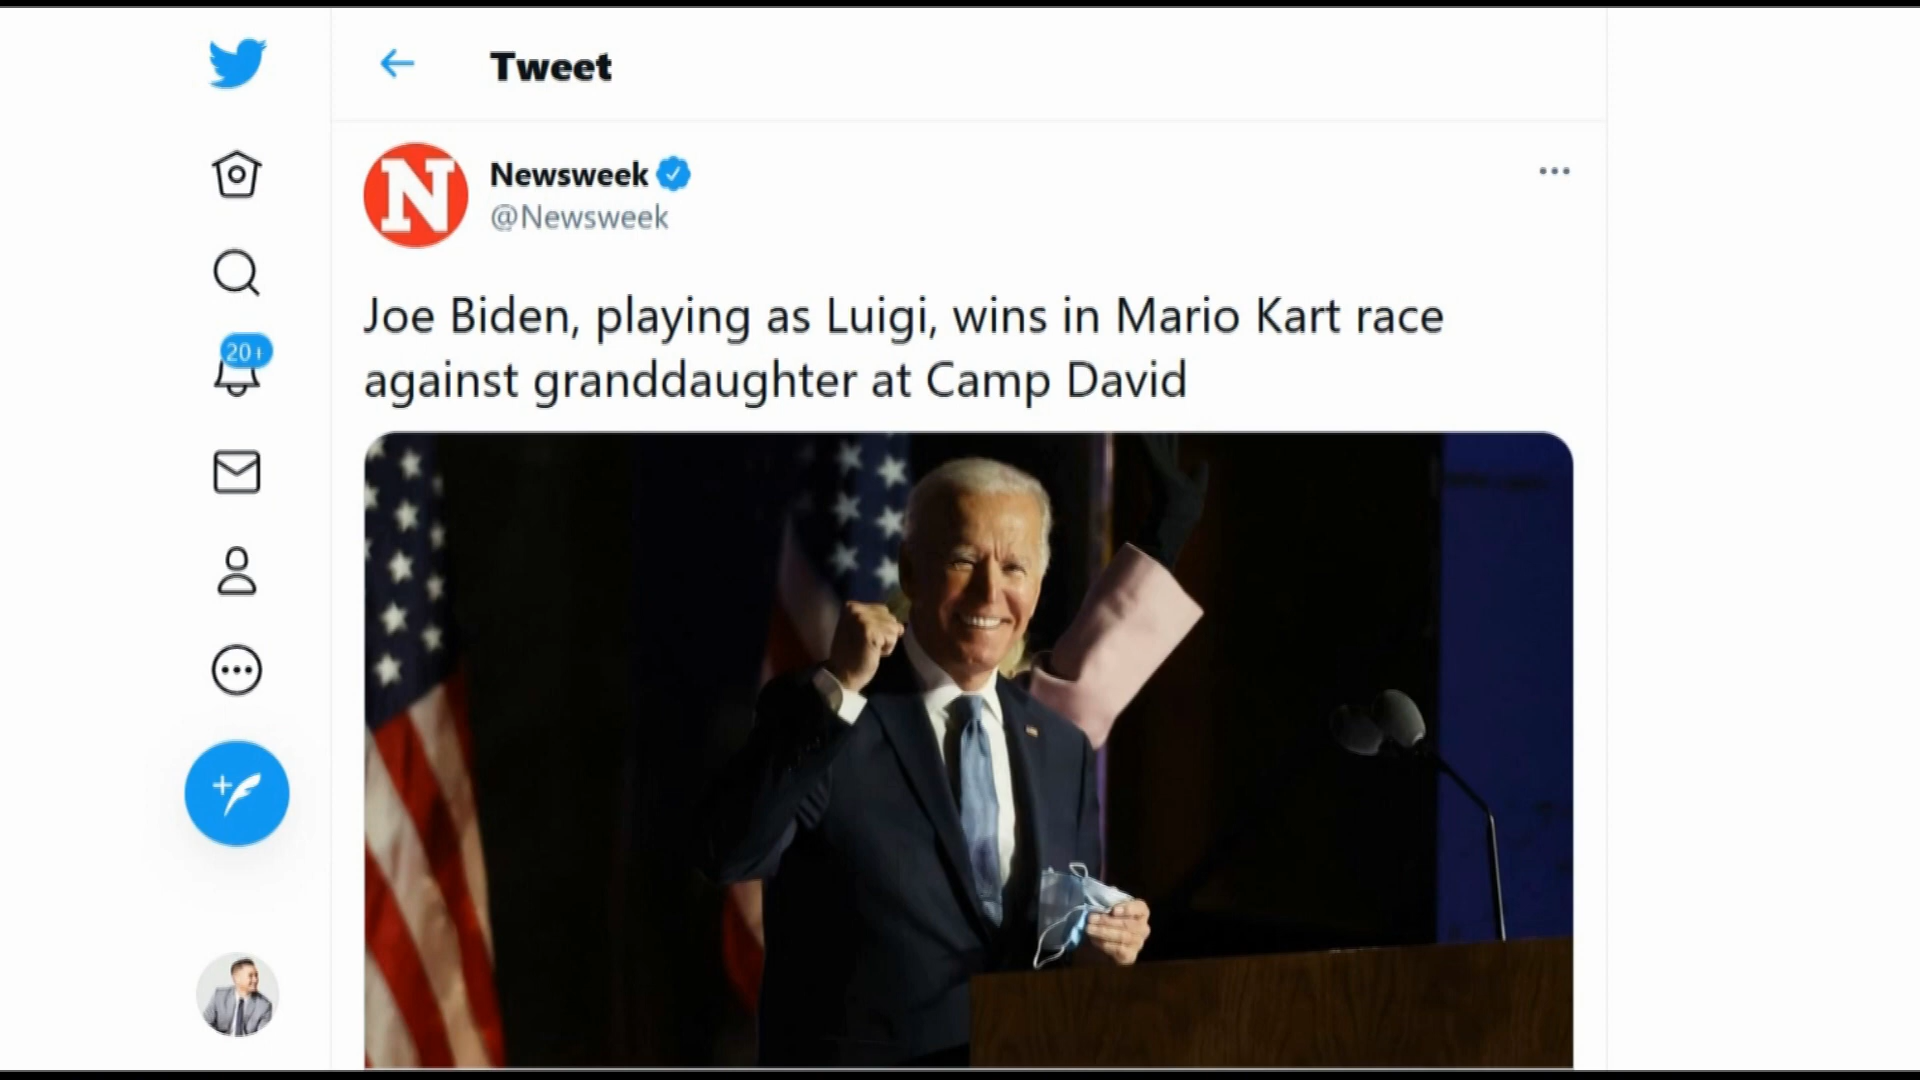 Tweet
N
Newsweek
@Newsweek
20+
Joe Biden, playing as Luigi, wins in Mario Kart race
against granddaughter at Camp David